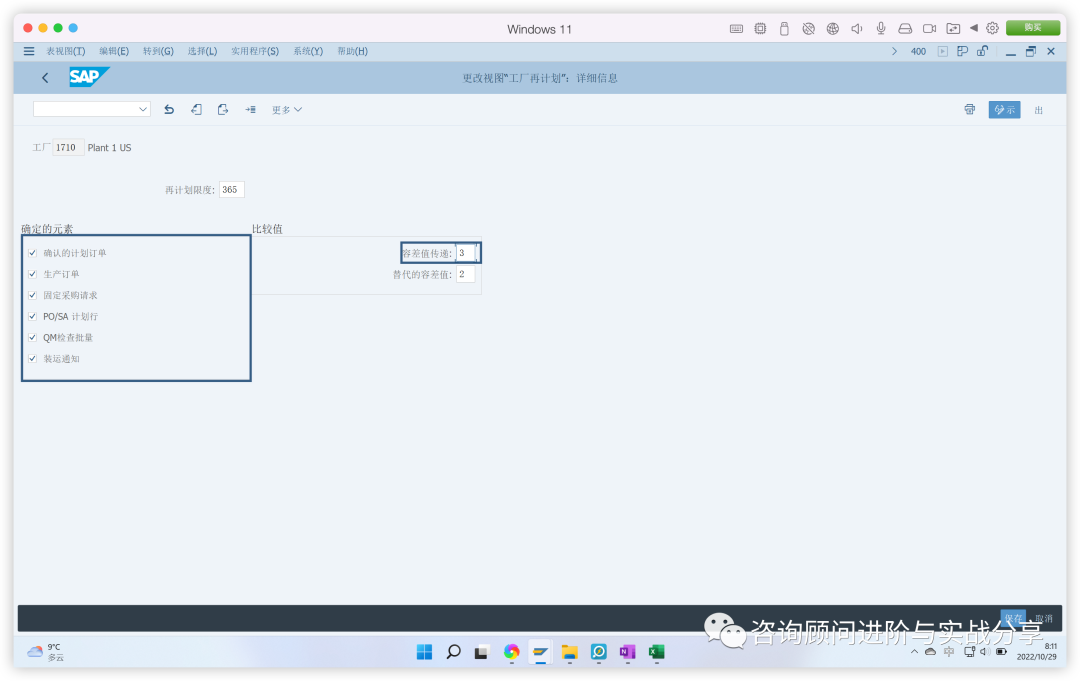 Windows 11
购买
表视图(T) 编辑(E) 转到(G) 选择(L) 实用程序(S) 系统(Y) 帮助(H)
400
SAP
更改视图"工厂再计划": 详细信息
更多
示
出
工厂 1710 Plant 1 US
再计划限度: 365
确定的元素
比较值
确认的计划订单
容差值传递: 3
生产订单
替代的容差值: 2
固定采购请求
PO/SA 计划行
QM检查批量
装运通知
保存 取消
咨询顾问进阶与实战分享
9°C
多云
中
8:11
2022/10/29